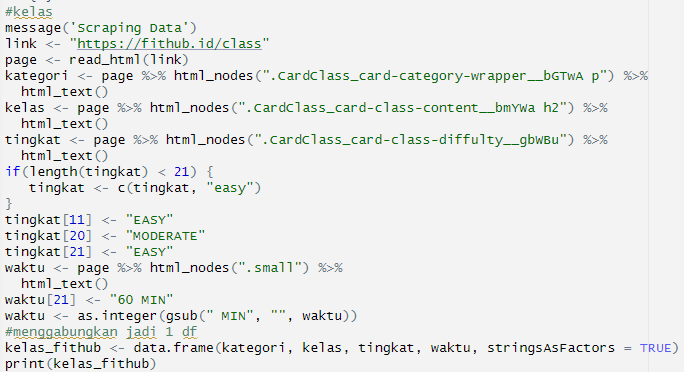 #kelas
message('Scraping Data')
link <- "https://fithub.id/class"
page <- read_html(link)
kategori <- page %>% html_nodes(".CardClass_card-category-wrapper__bGTwA p") %>%
  html_text()
kelas <- page %>% html_nodes(".CardClass_card-class-content__bmYWa h2") %>%
  html_text()
tingkat <- page %>% html_nodes(".CardClass_card-class-diffulty__gbWBu") %>%
  html_text()
if(length(tingkat) < 21) {
   tingkat <- c(tingkat, "easy")
}
tingkat[11] <- "EASY"
tingkat[20] <- "MODERATE"
tingkat[21] <- "EASY"
waktu <- page %>% html_nodes(".small") %>%
  html_text()
waktu[21] <- "60 MIN"
waktu <- as.integer(gsub(" MIN", "", waktu))
#menggabungkan jadi 1 df
kelas_fithub <- data.frame(kategori, kelas, tingkat, waktu, stringsAsFactors = TRUE)
print(kelas_fithub)